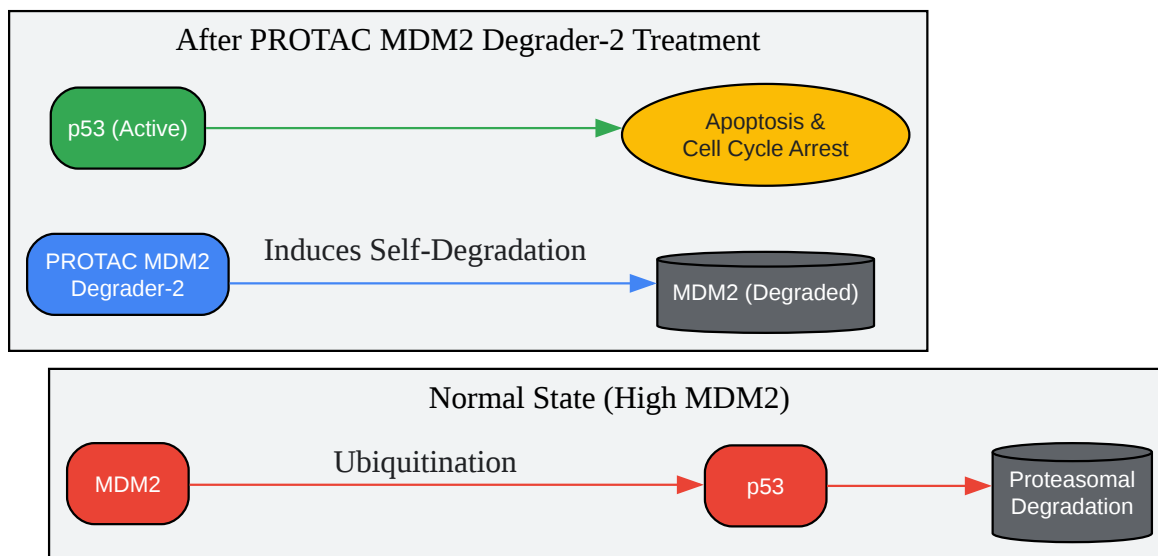 After PROTAC MDM2 Degrader-2 Treatment
p53 (Active)
Apoptosis &
Cell Cycle Arrest
PROTAC MDM2
Degrader-2
Induces Self-Degradation
MDM2 (Degraded)
Normal State (High MDM2)
MDM2
Ubiquitination
p53
Proteasomal
Degradation